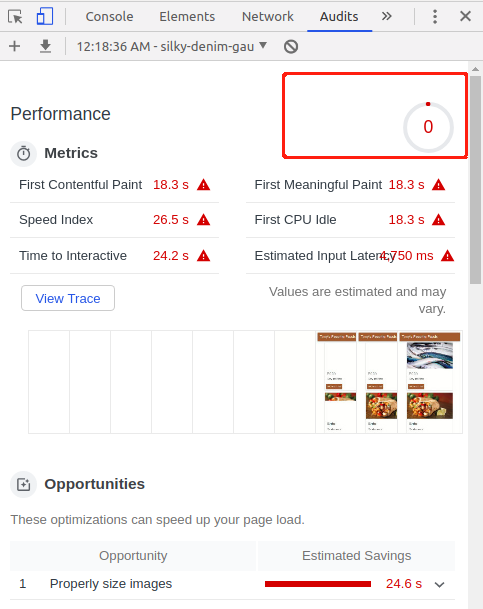 Console Elements Network Audits
12:18:36 AM - silky-denim-gau
Performance
0
Metrics
First Contentful Paint 18.3 s
First Meaningful Paint 18.3 s
Speed Index 26.5 s
First CPU Idle 18.3 s
Time to Interactive 24.2 s
Estimated Input Latency 4,750 ms
View Trace
Values are estimated and may
vary.
Opportunities
These optimizations can speed up your page load.
Opportunity Estimated Savings
1 Properly size images 24.6 s